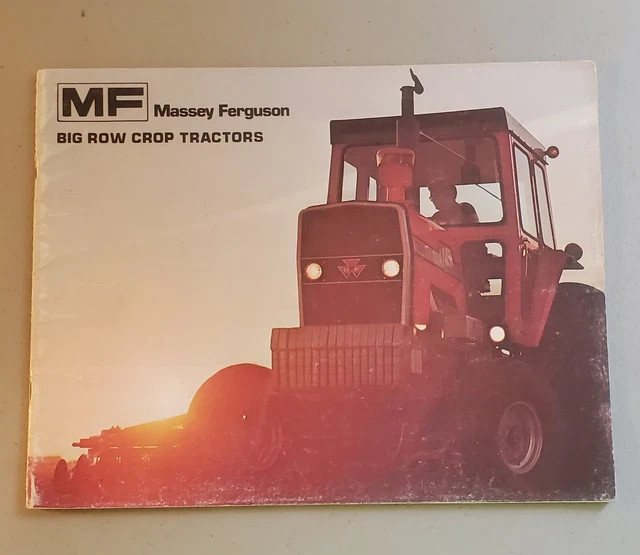 MF Massey Ferguson
BIG ROW CROP TRACTORS